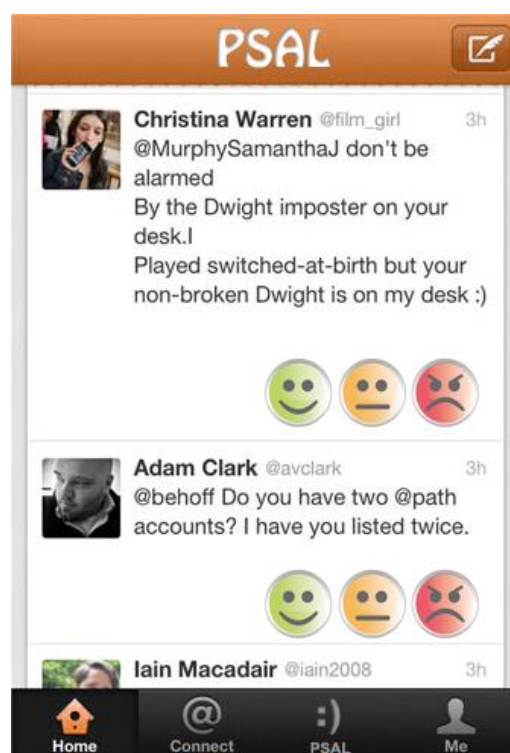 PSAL
Christina Warren @film_girl 3h
@MurphySamanthaJ don't be
alarmed
By the Dwight imposter on your
desk.I
Played switched-at-birth but your
non-broken Dwight is on my desk :)
Adam Clark @avclark 3h
@behoff Do you have two @path
accounts? I have you listed twice.
Iain Macadair @iain2008 3h
@ :)
Home Connect PSAL Me